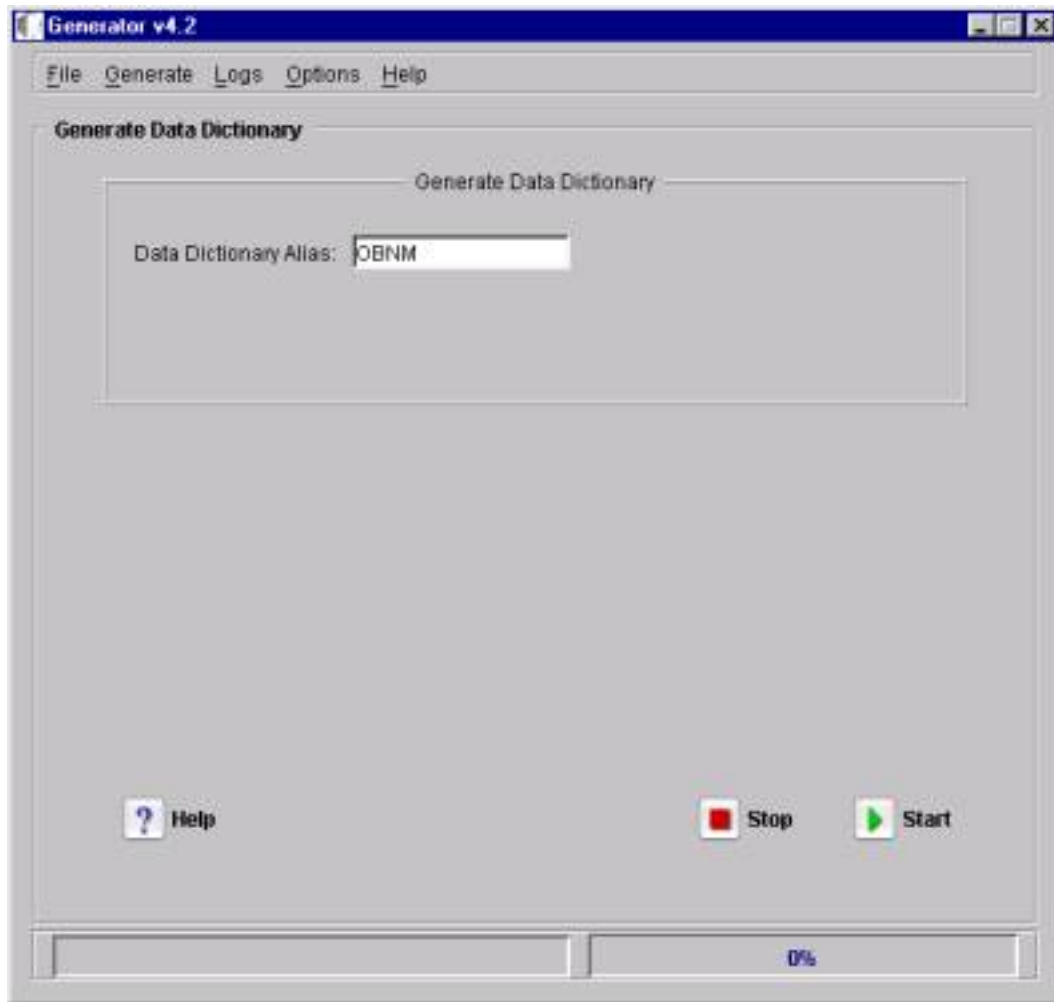 Generator v4.2
File Generate Logs Options Help
Generate Data Dictionary
Generate Data Dictionary
Data Dictionary Alias: OBNM
? Help Stop Start
0%